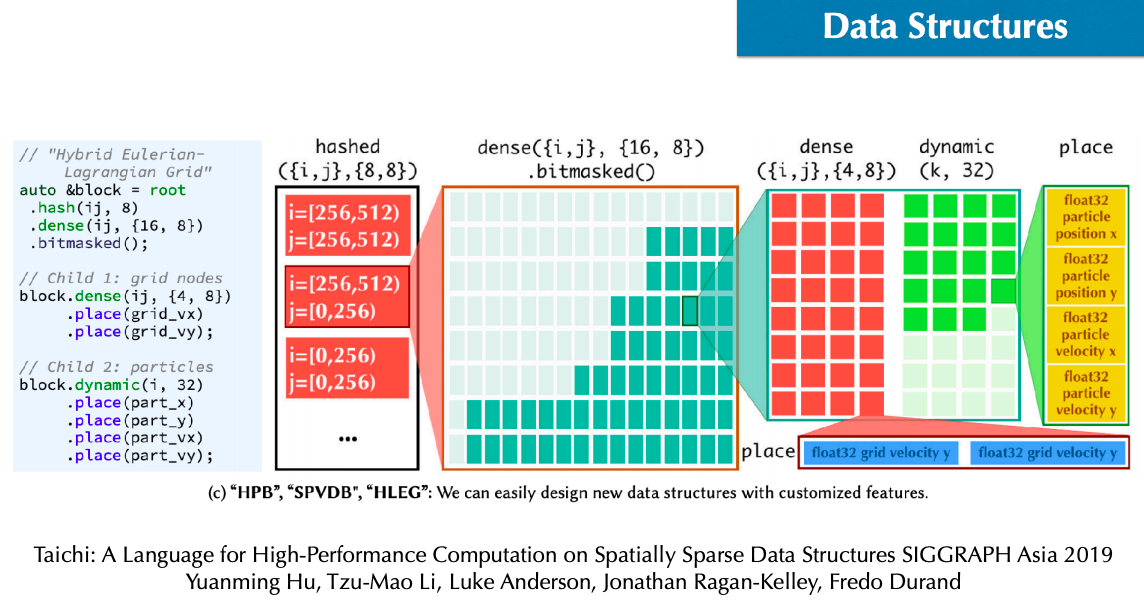 Data Structures
// "Hybrid Eulerian-
Lagrangian Grid"
auto &block = root
.hash(ij, 8)
.dense(ij, {16, 8})
.bitmasked();
// Child 1: grid nodes
block.dense(ij, {4, 8})
.place(grid_vx)
.place(grid_vy);
// Child 2: particles
block.dynamic(i, 32)
.place(part_x)
.place(part_y)
.place(part_vx)
.place(part_vy);
hashed
({i,j},{8,8})
i=[256,512)
j=[256,512)
i=[256,512)
j=[0,256)
i=[0,256)
j=[0,256)
...
dense({i,j}, {16, 8})
.bitmasked()
dense
({i,j},{4,8})
dynamic
(k, 32)
place
float32
particle
position x
float32
particle
position y
float32
particle
velocity x
float32
particle
velocity y
place
float32 grid velocity y
float32 grid velocity y
(c) “HPB”, “SPVDB", “HLEG”: We can easily design new data structures with customized features.
Taichi: A Language for High-Performance Computation on Spatially Sparse Data Structures SIGGRAPH Asia 2019
Yuanming Hu, Tzu-Mao Li, Luke Anderson, Jonathan Ragan-Kelley, Fredo Durand